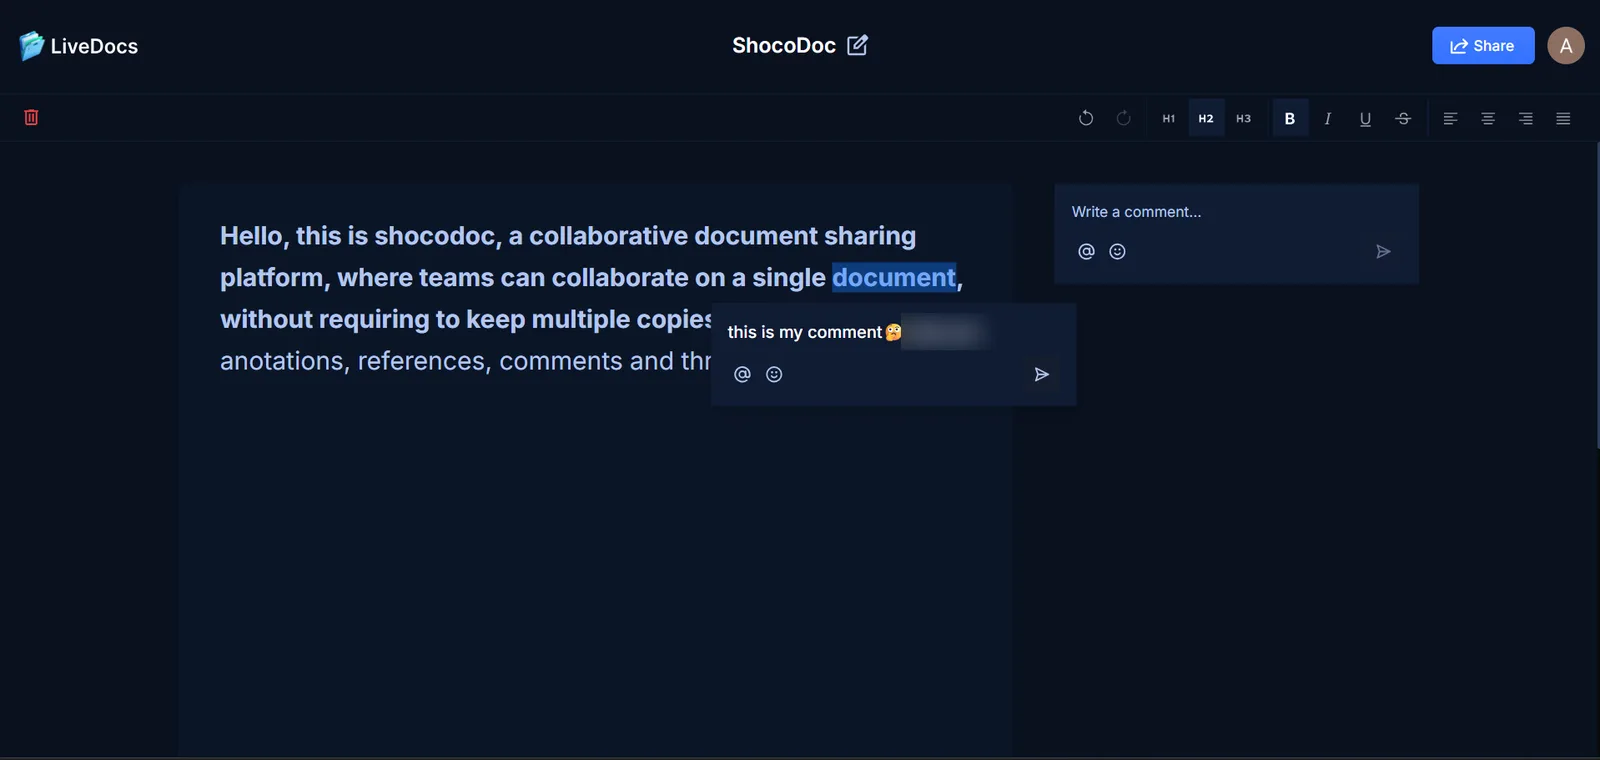 LiveDocs
ShocoDoc
Share
A
H1 H2 H3 B I U S
Hello, this is shocodoc, a collaborative document sharing
platform, where teams can collaborate on a single document,
without requiring to keep multiple copies
anotations, references, comments and thr
Write a comment...
@
this is my comment🤔
@